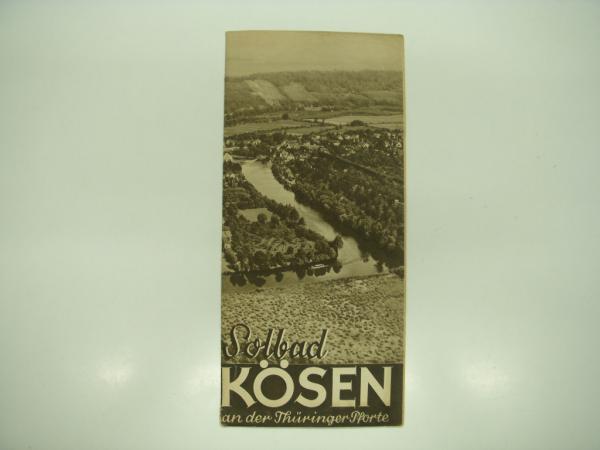 Solbad
KÖSEN
an der Thüringer Pforte